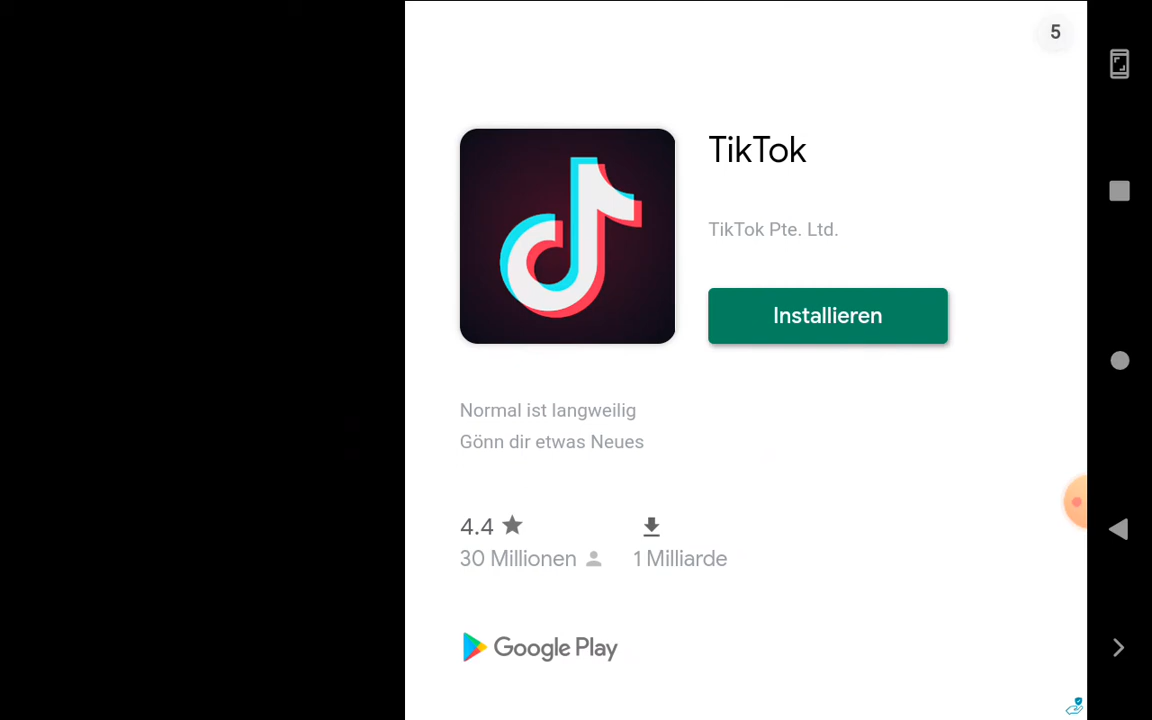 5
TikTok
TikTok Pte. Ltd.
Installieren
Normal ist langweilig
Gönn dir etwas Neues
4.4
30 Millionen
1 Milliarde
Google Play